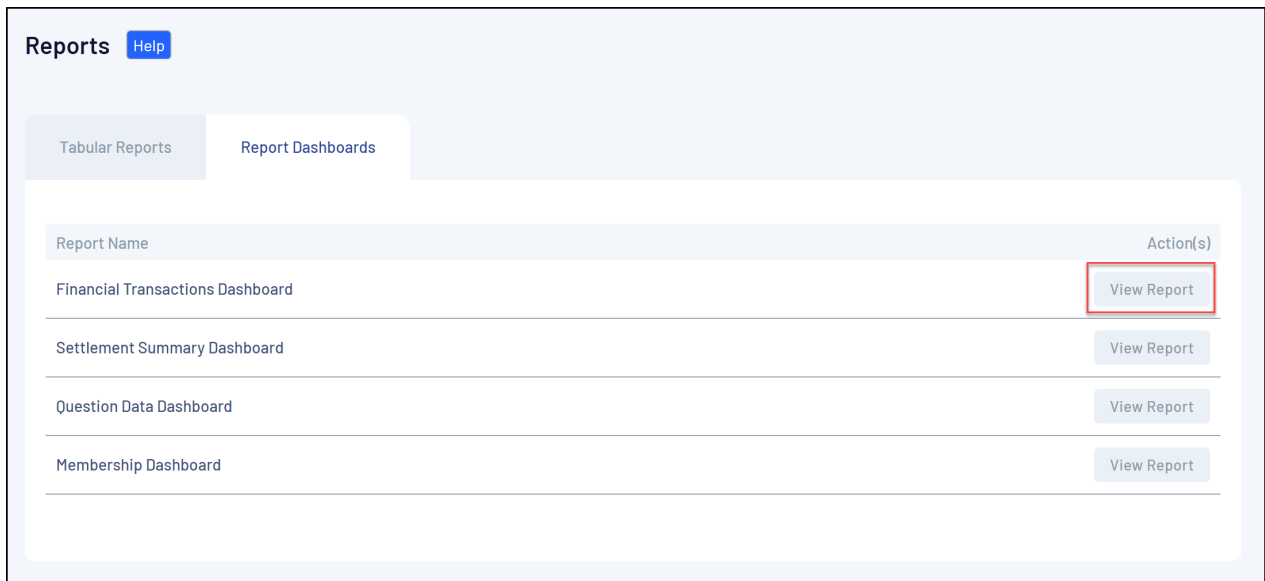 Reports Help
Tabular Reports Report Dashboards
Report Name Action(s)
Financial Transactions Dashboard View Report
Settlement Summary Dashboard View Report
Question Data Dashboard View Report
Membership Dashboard View Report